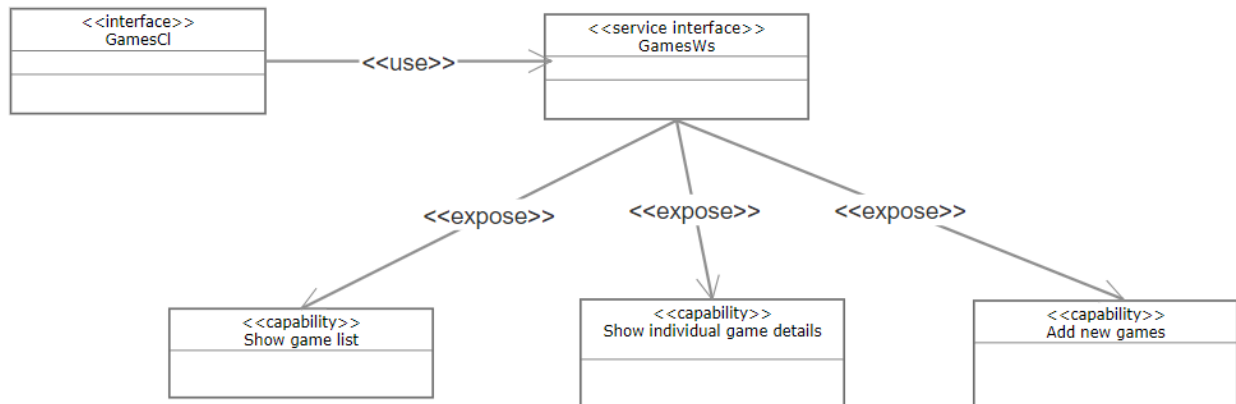 <<interface>>
GamesCl
<<service interface>>
GamesWs
<<use>>
<<expose>>
<<expose>>
<<expose>>
<<capability>>
Show game list
<<capability>>
Show individual game details
<<capability>>
Add new games